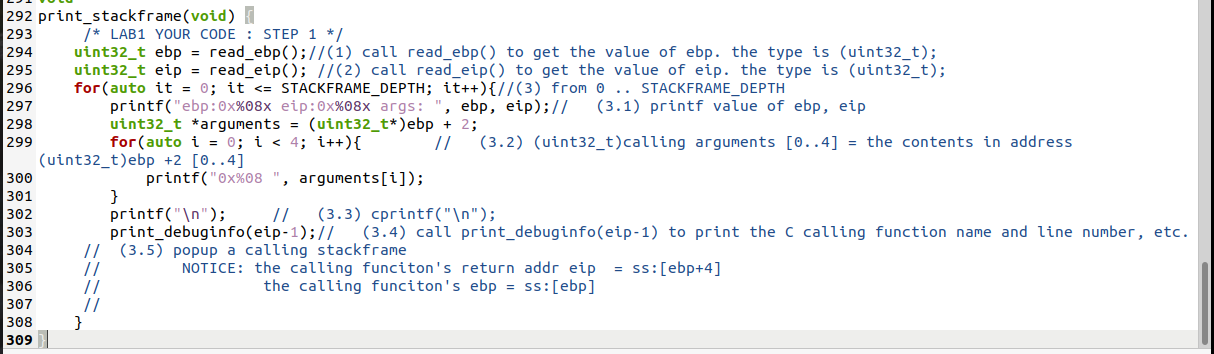 291 void
292 print_stackframe(void) {
293      /* LAB1 YOUR CODE : STEP 1 */
294     uint32_t ebp = read_ebp();//(1) call read_ebp() to get the value of ebp. the type is (uint32_t);
295     uint32_t eip = read_eip(); //(2) call read_eip() to get the value of eip. the type is (uint32_t);
296     for(auto it = 0; it <= STACKFRAME_DEPTH; it++){//(3) from 0 .. STACKFRAME_DEPTH
297         printf("ebp:0x%08x eip:0x%08x args: ", ebp, eip);//   (3.1) printf value of ebp, eip
298         uint32_t *arguments = (uint32_t*)ebp + 2;
299         for(auto i = 0; i < 4; i++){        //   (3.2) (uint32_t)calling arguments [0..4] = the contents in address
(uint32_t)ebp +2 [0..4]
300             printf("0x%08 ", arguments[i]);
301         }
302         printf("\n");     //   (3.3) cprintf("\n");
303         print_debuginfo(eip-1);//   (3.4) call print_debuginfo(eip-1) to print the C calling function name and line number, etc.
304      //  (3.5) popup a calling stackframe
305      //         NOTICE: the calling funciton's return addr eip  = ss:[ebp+4]
306      //                  the calling funciton's ebp = ss:[ebp]
307      //
308     }
309 }